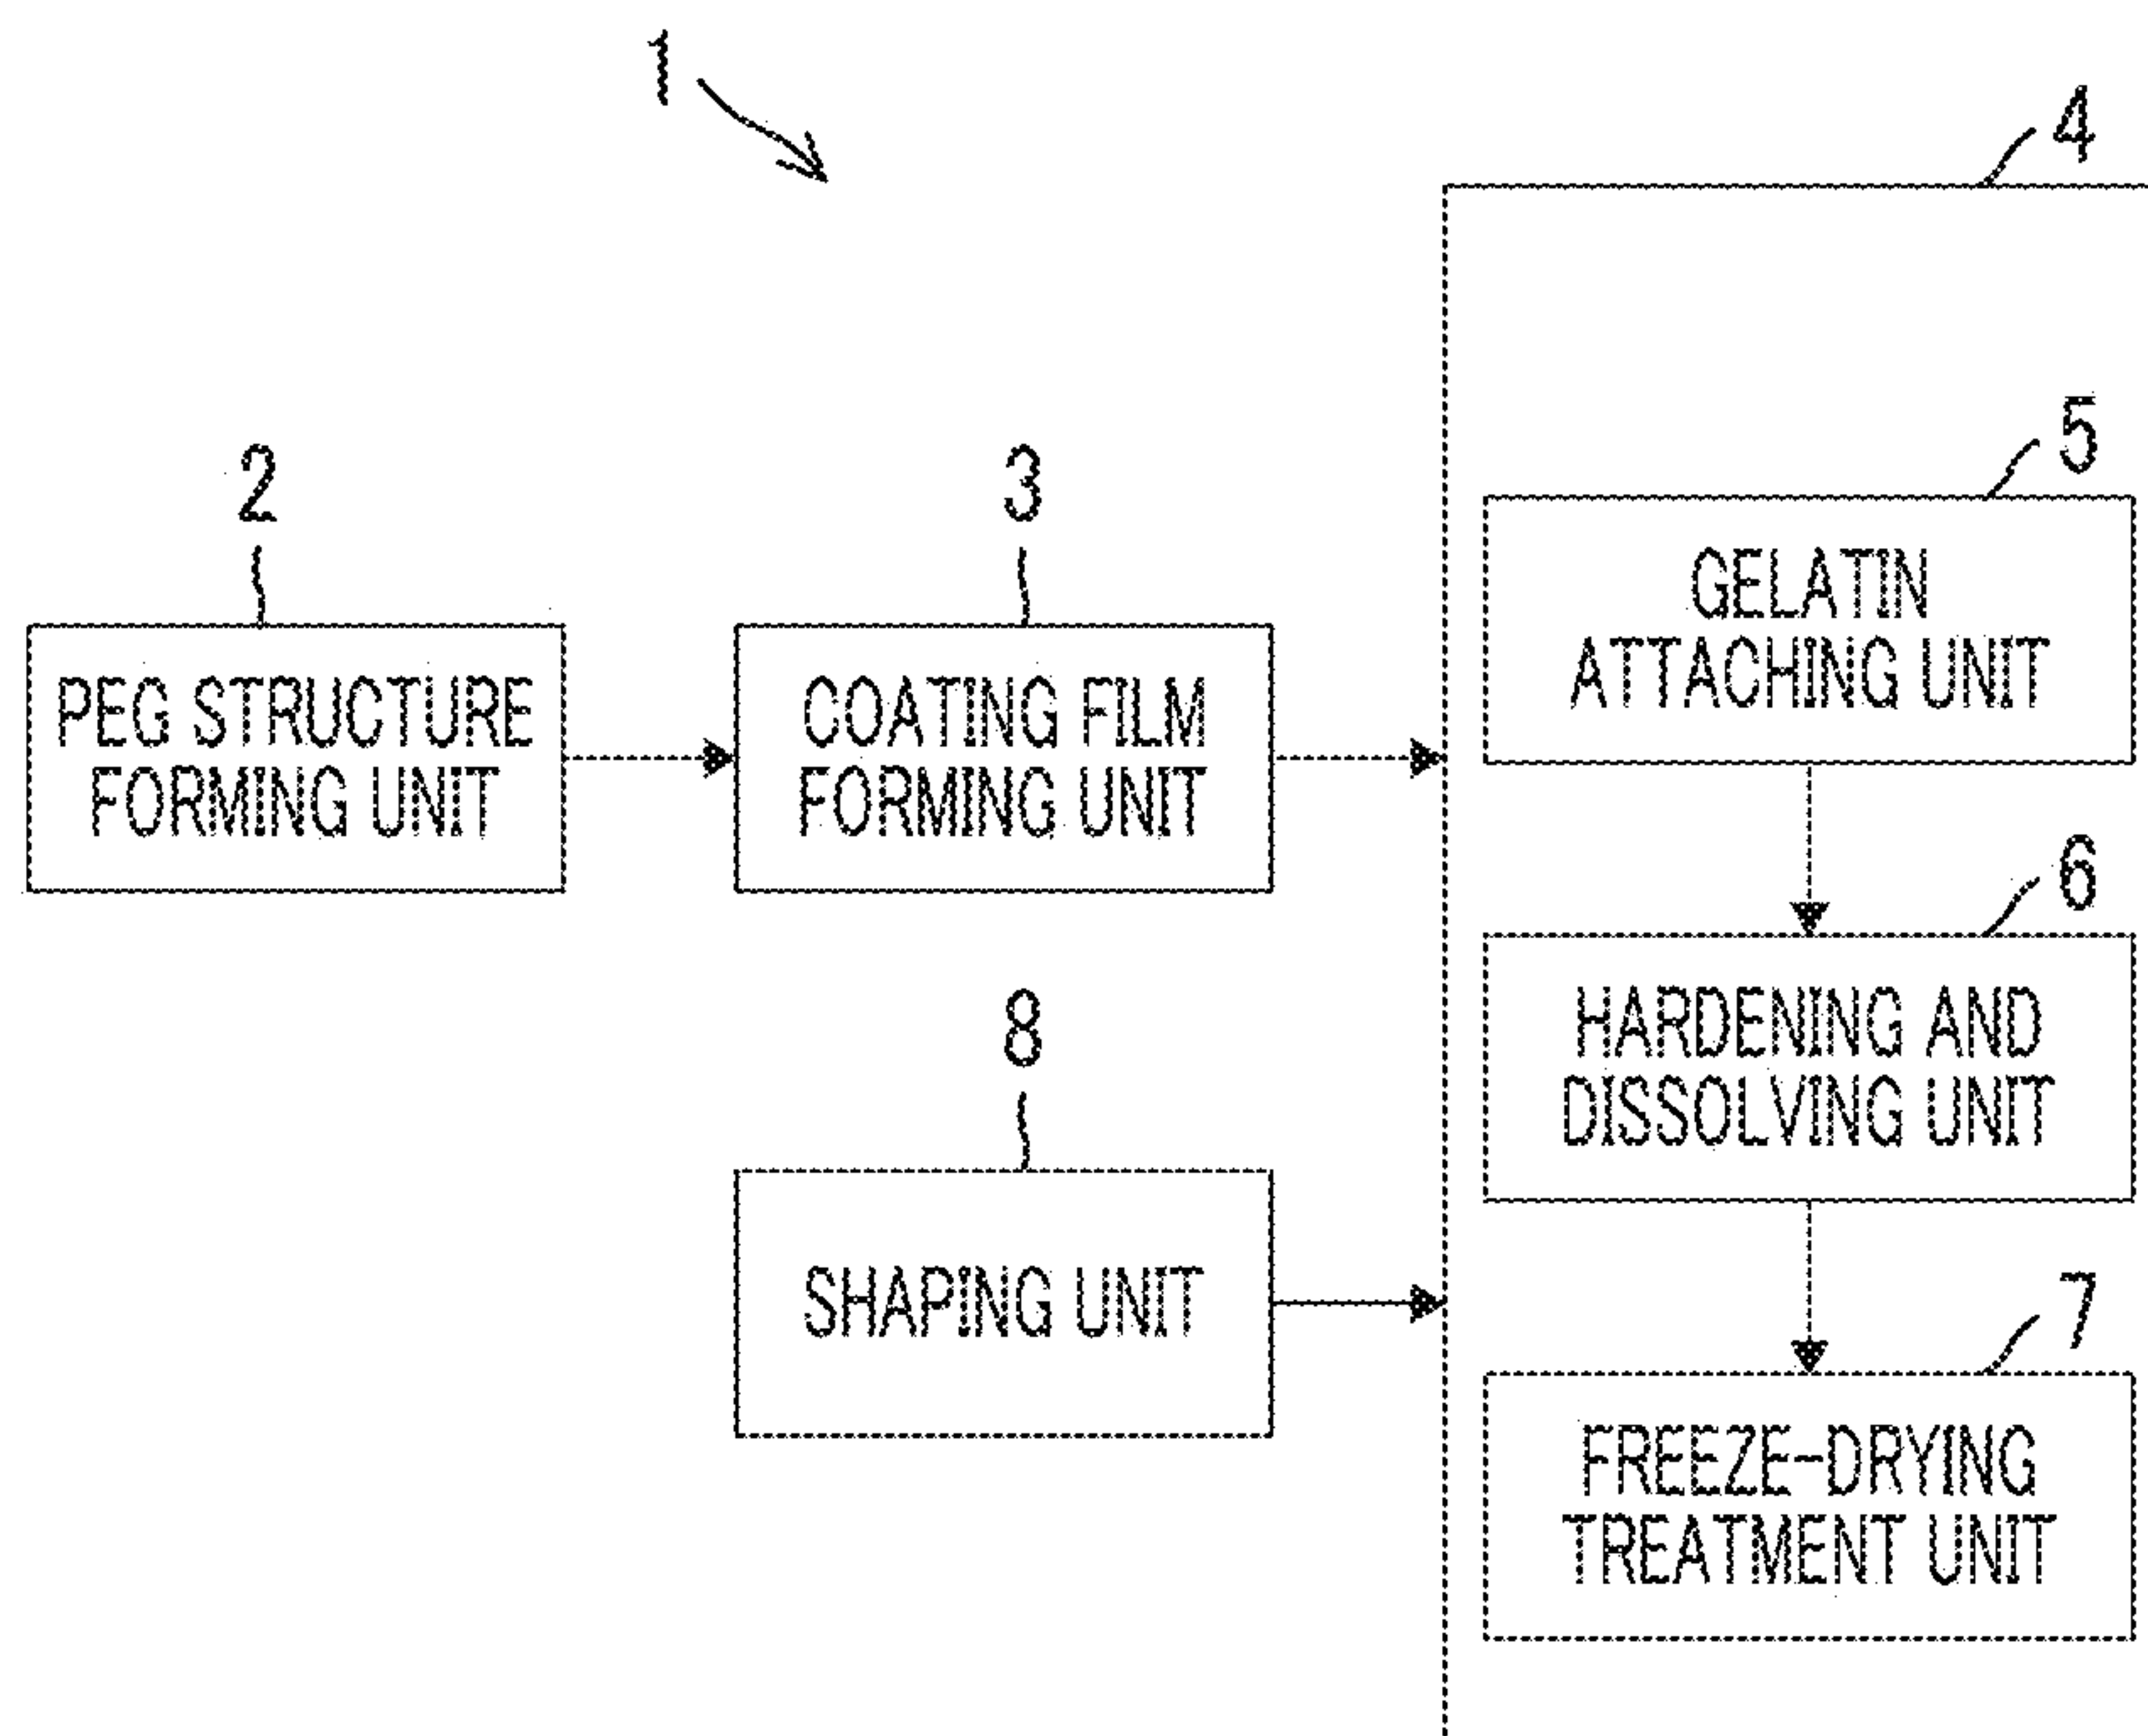 1
4
5
2
3
GELATIN
ATTACHING UNIT
PEG STRUCTURE
FORMING UNIT
COATING FILM
FORMING UNIT
6
HARDENING AND
DISSOLVING UNIT
8
SHAPING UNIT
7
FREEZE-DRYING
TREATMENT UNIT